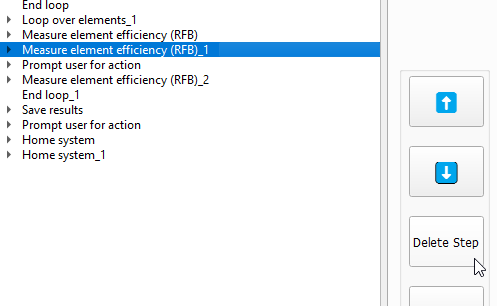 End loop
Loop over elements_1
Measure element efficiency (RFB)
Measure element efficiency (RFB)_1
Prompt user for action
Measure element efficiency (RFB)_2
End loop_1
Save results
Prompt user for action
Home system
Home system_1
Delete Step